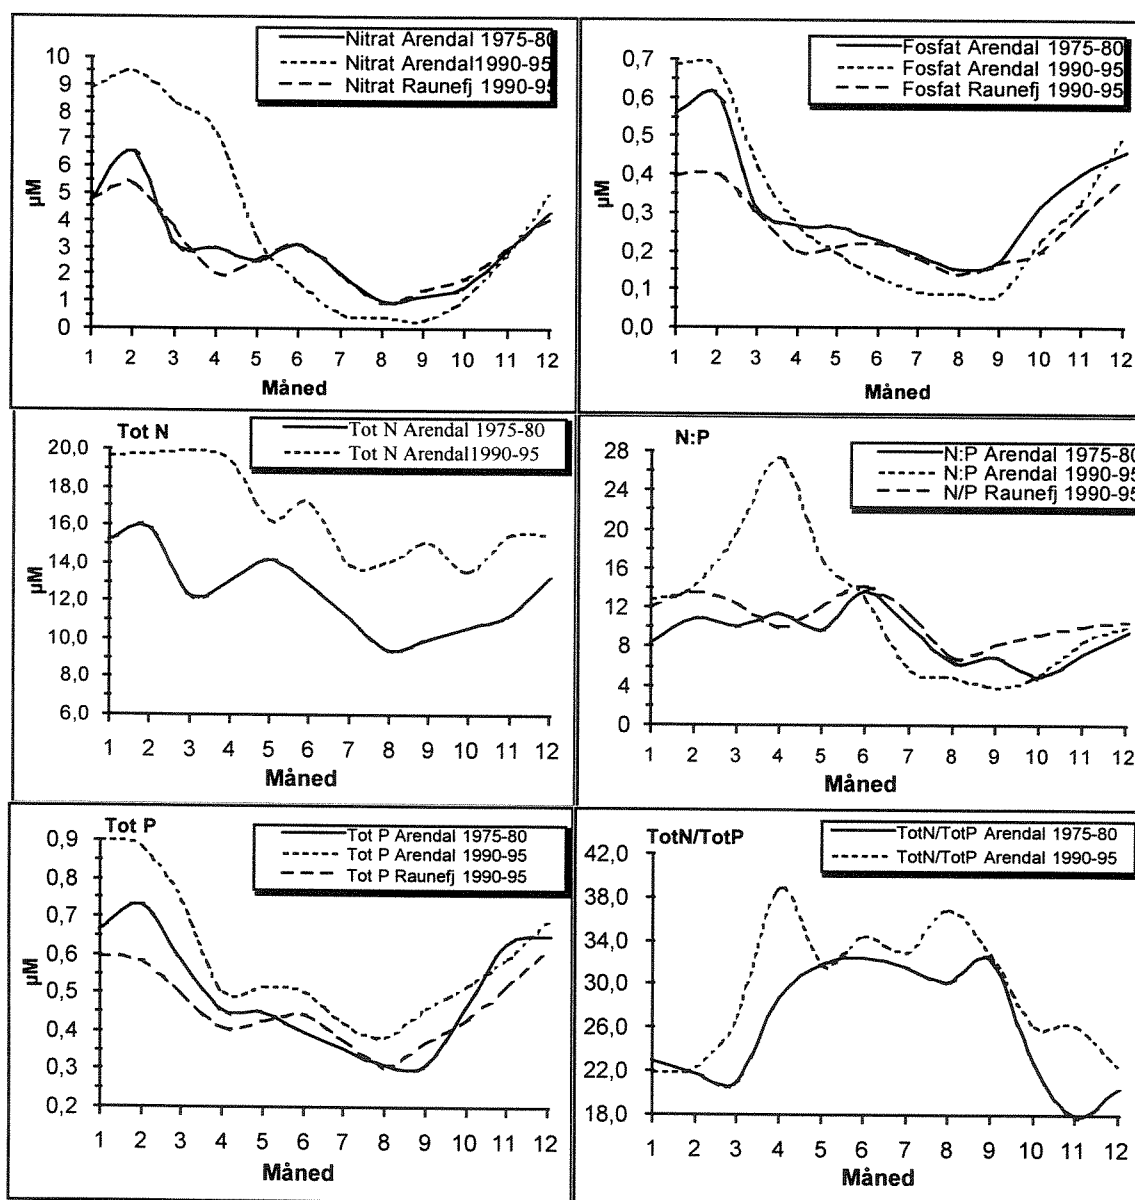 Nitrat Arendal 1975-80
Nitrat Arendal1990-95
Nitrat Raunefj 1990-95
10
9
8
7
6
5
4
3
2
1
0
µM
1 2 3 4 5 6 7 8 9 10 11 12
Måned
Fosfat Arendal 1975-80
Fosfat Arendal 1990-95
Fosfat Raunefj 1990-95
0,7
0,6
0,5
0,4
0,3
0,2
0,1
0,0
1 2 3 4 5 6 7 8 9 10 11 12
Måned
Tot N
Tot N Arendal 1975-80
Tot N Arendal1990-95
20,0
18,0
16,0
14,0
12,0
10,0
8,0
6,0
µM
1 2 3 4 5 6 7 8 9 10 11 12
Måned
N:P
N:P Arendal 1975-80
N:P Arendal 1990-95
N/P Raunefj 1990-95
28
24
20
16
12
8
4
0
1 2 3 4 5 6 7 8 9 10 11 12
Måned
Tot P
Tot P Arendal 1975-80
Tot P Arendal 1990-95
Tot P Raunefj 1990-95
0,9
0,8
0,7
0,6
0,5
0,4
0,3
0,2
µM
1 2 3 4 5 6 7 8 9 10 11 12
Måned
TotN/TotP
TotN/TotP Arendal 1975-80
TotN/TotP Arendal 1990-95
42,0
38,0
34,0
30,0
26,0
22,0
18,0
1 2 3 4 5 6 7 8 9 10 11 12
Måned